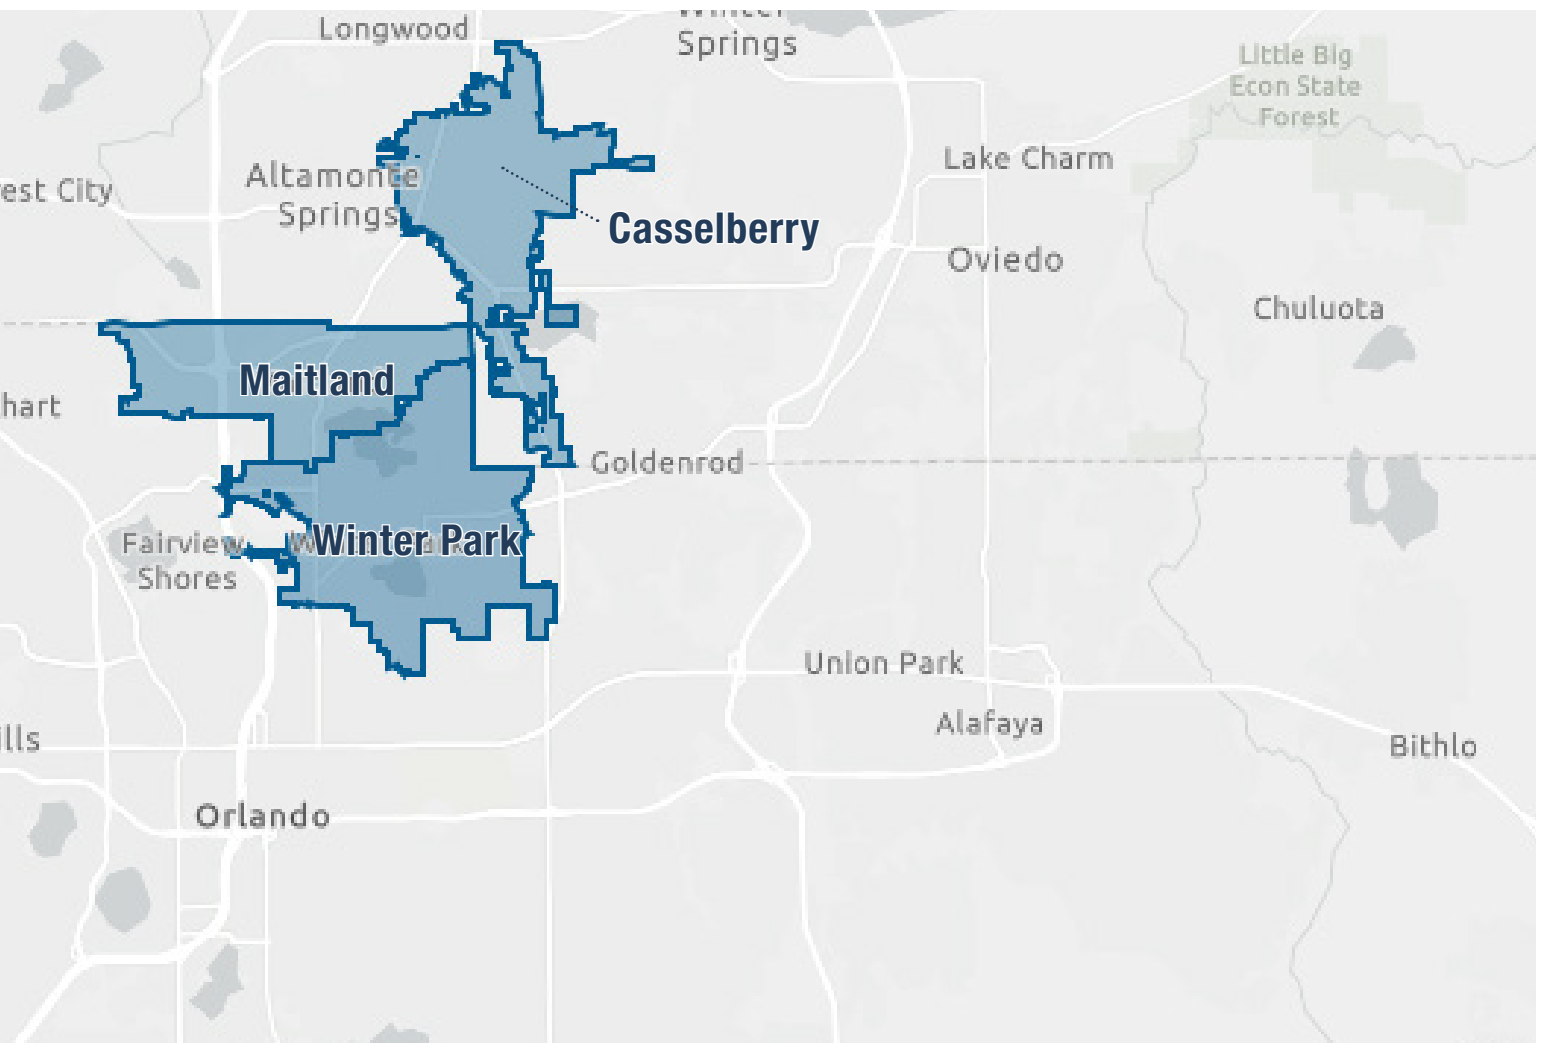 Longwood
Springs
Little Big
Econ State
Forest
Lake Charm
Altamonte
Springs
est City
Casselberry
Oviedo
Chuluota
Maitland
hart
Goldenrod
Winter Park
Fairview
Shores
Union Park
Alafaya
ills
Bithlo
Orlando